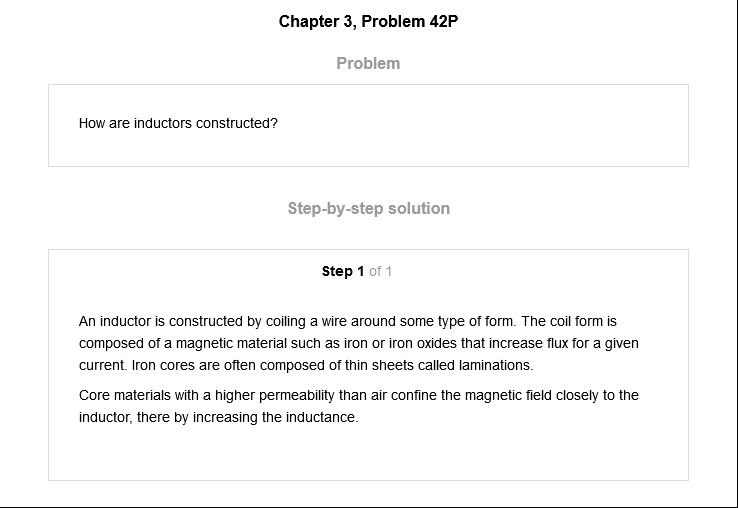 Chapter 3, Problem 42P
Problem
How are inductors constructed?
Step-by-step solution
Step 1 of 1
An inductor is constructed by coiling a wire around some type of form. The coil form is
composed of a magnetic material such as iron or iron oxides that increase flux for a given
current. Iron cores are often composed of thin sheets called laminations.
Core materials with a higher permeability than air confine the magnetic field closely to the
inductor, there by increasing the inductance.